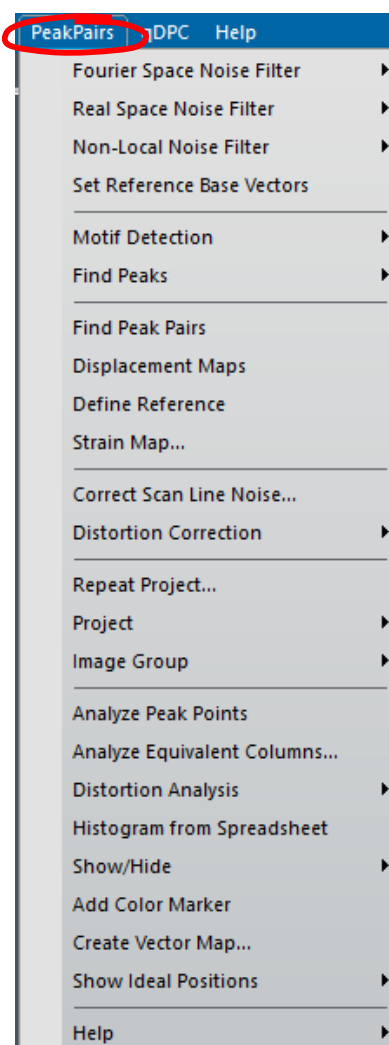 PeakPairs qDPC Help
Fourier Space Noise Filter
Real Space Noise Filter
Non-Local Noise Filter
Set Reference Base Vectors
Motif Detection
Find Peaks
Find Peak Pairs
Displacement Maps
Define Reference
Strain Map...
Correct Scan Line Noise...
Distortion Correction
Repeat Project...
Project
Image Group
Analyze Peak Points
Analyze Equivalent Columns...
Distortion Analysis
Histogram from Spreadsheet
Show/Hide
Add Color Marker
Create Vector Map...
Show Ideal Positions
Help